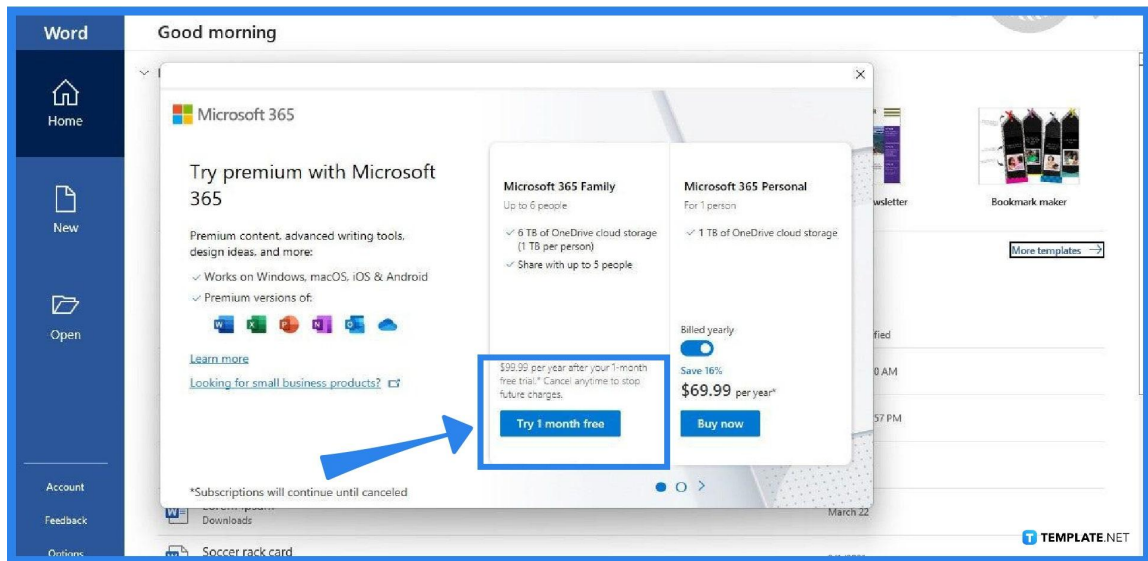 Word
Good morning
Home
New
Open
Account
Feedback
Options
Microsoft 365
Try premium with Microsoft
365
Premium content, advanced writing tools,
design ideas, and more:
Works on Windows, macOS, iOS & Android
Premium versions of:
Learn more
Looking for small business products?
*Subscriptions will continue until canceled
Microsoft 365 Family
Up to 6 people
6 TB of OneDrive cloud storage
(1 TB per person)
Share with up to 5 people
$99.99 per year after your 1-month
free trial.* Cancel anytime to stop
future charges.
Try 1 month free
Microsoft 365 Personal
For 1 person
1 TB of OneDrive cloud storage
Billed yearly
Save 16%
$69.99 per year*
Buy now
wsletter
Bookmark maker
More templates
fied
0 AM
57 PM
Downloads
March 22
Soccer rack card
TEMPLATE.NET